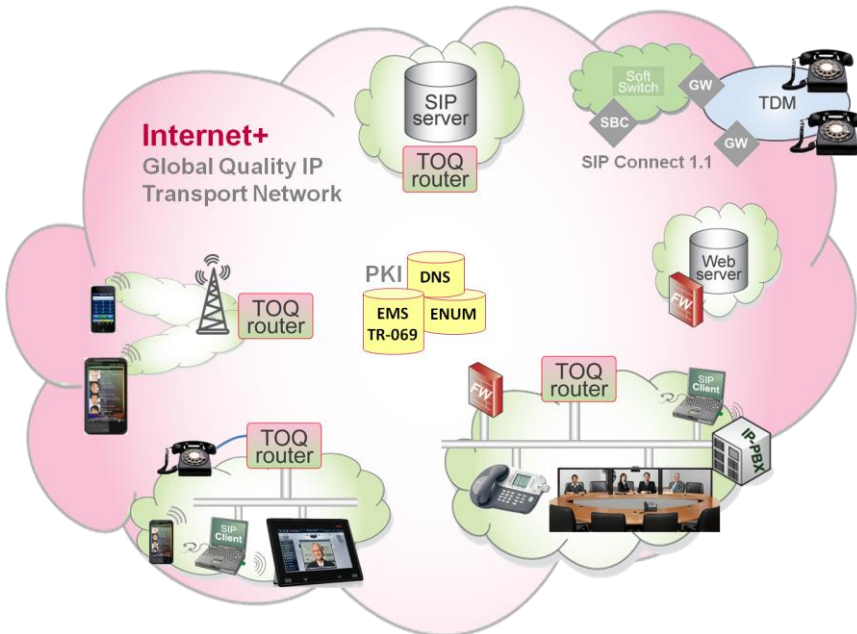 SIP
server
TOQ
router
Soft
Switch
GW
TDM
SBC
GW
SIP Connect 1.1
Internet+
Global Quality IP
Transport Network
Web
server
FW
PKI
DNS
EMS
TR-069
ENUM
TOQ
router
FW
TOQ
router
SIP
Client
IP-PBX
TOQ
router
SIP
Client